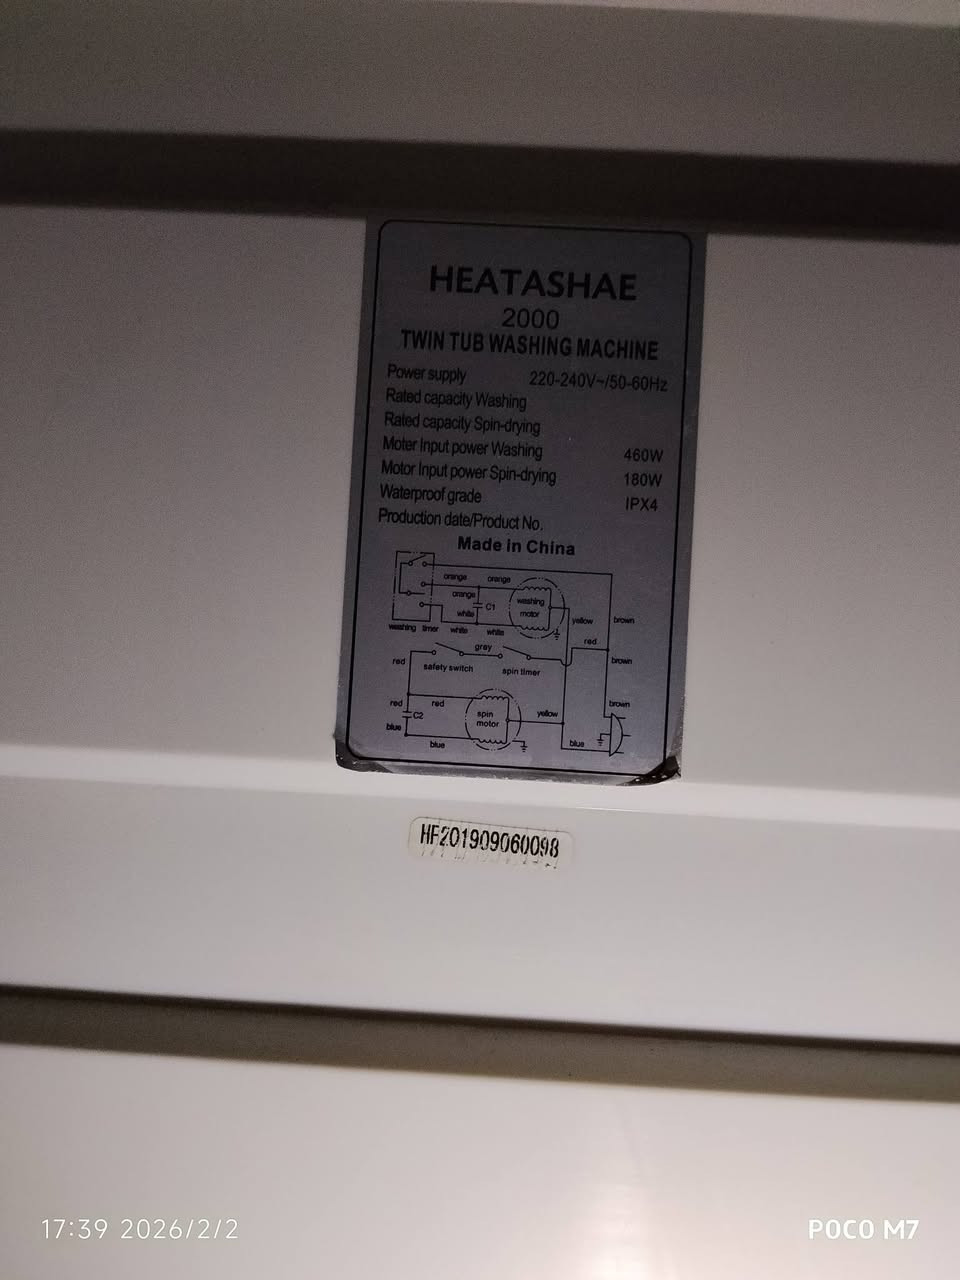 HEATASHAE
2000
TWIN TUB WASHING MACHINE
Power supply 220-240V~/50-60Hz
Rated capacity Washing
Rated capacity Spin-drying
Moter Input power Washing 460W
Motor Input power Spin-drying 180W
Waterproof grade IPX4
Production date/Product No.
Made in China
orange orange
orange
C1
washing
motor
white
washing timer white white
yellow brown
red
grey
red
safety switch spin timer
brown
red red
C2
spin
motor
yellow
brown
blue
blue
blue
HF201909060098
17:39 2026/2/2
POCO M7